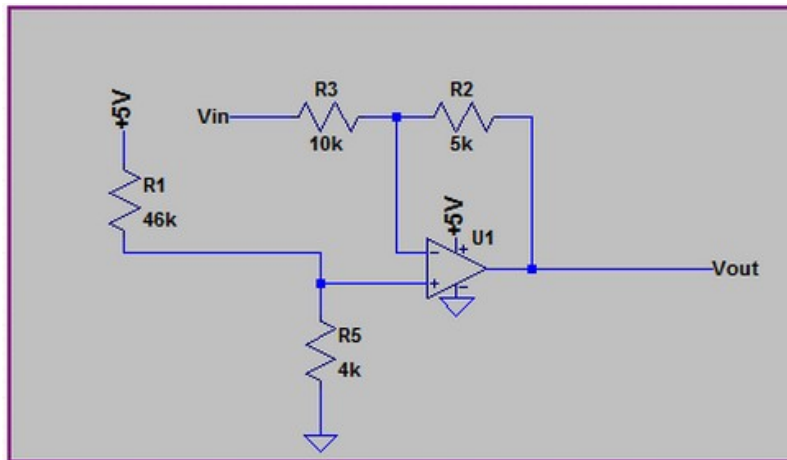 +5V
Vin
R3
10k
R2
5k
R1
46k
+5V
U1
+
-
+
-
Vout
R5
4k